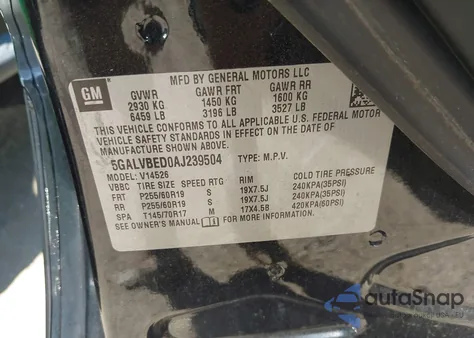 MFD BY GENERAL MOTORS LLC
GM
GVWR GAWR FRT GAWR RR
2930 KG 1450 KG 1600 KG
6459 LB 3196 LB 3527 LB
THIS VEHICLE CONFORMS TO ALL APPLICABLE U.S. FEDERAL MOTOR
VEHICLE SAFETY STANDARDS IN EFFECT ON THE DATE OF
MANUFACTURE SHOWN ABOVE.
5GALVBED0AJ239504 TYPE: M.P.V.
MODEL: V14526
VBBC TIRE SIZE SPEED RTG RIM COLD TIRE PRESSURE
FRT P255/60R19 S 19X7.5J 240KPA(35PSI)
RR P255/60R19 S 19X7.5J 240KPA(35PSI)
SPA T145/70R17 M 17X4.5B 420KPA(60PSI)
SEE OWNER'S MANUAL FOR MORE INFORMATION.
autaSnap